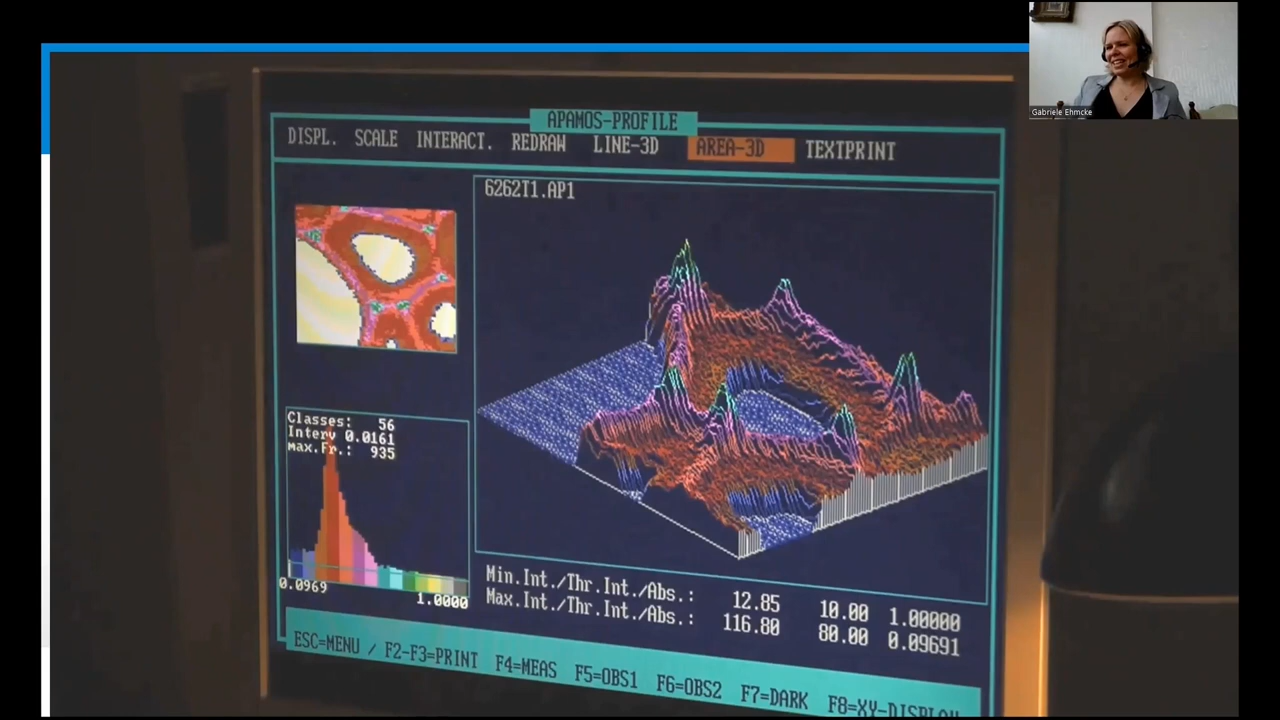 APAMOS-PROFILE
DISPL. SCALE INTERACT. REDRAW LINE-3D AREA-3D TEXTPRINT
6262T1.AP1
Classes: 56
Interv 0.0161
max.Fr.: 935
0.0969 1.0000
Min.Int./Thr.Int./Abs.: 12.85 10.00 1.00000
Max.Int./Thr.Int./Abs.: 116.80 80.00 0.09691
ESC=MENU / F2-F3=PRINT F4=MEAS F5=OBS1 F6=OBS2 F7=DARK F8=XY-DISPLAY
Gabriele Ehmcke